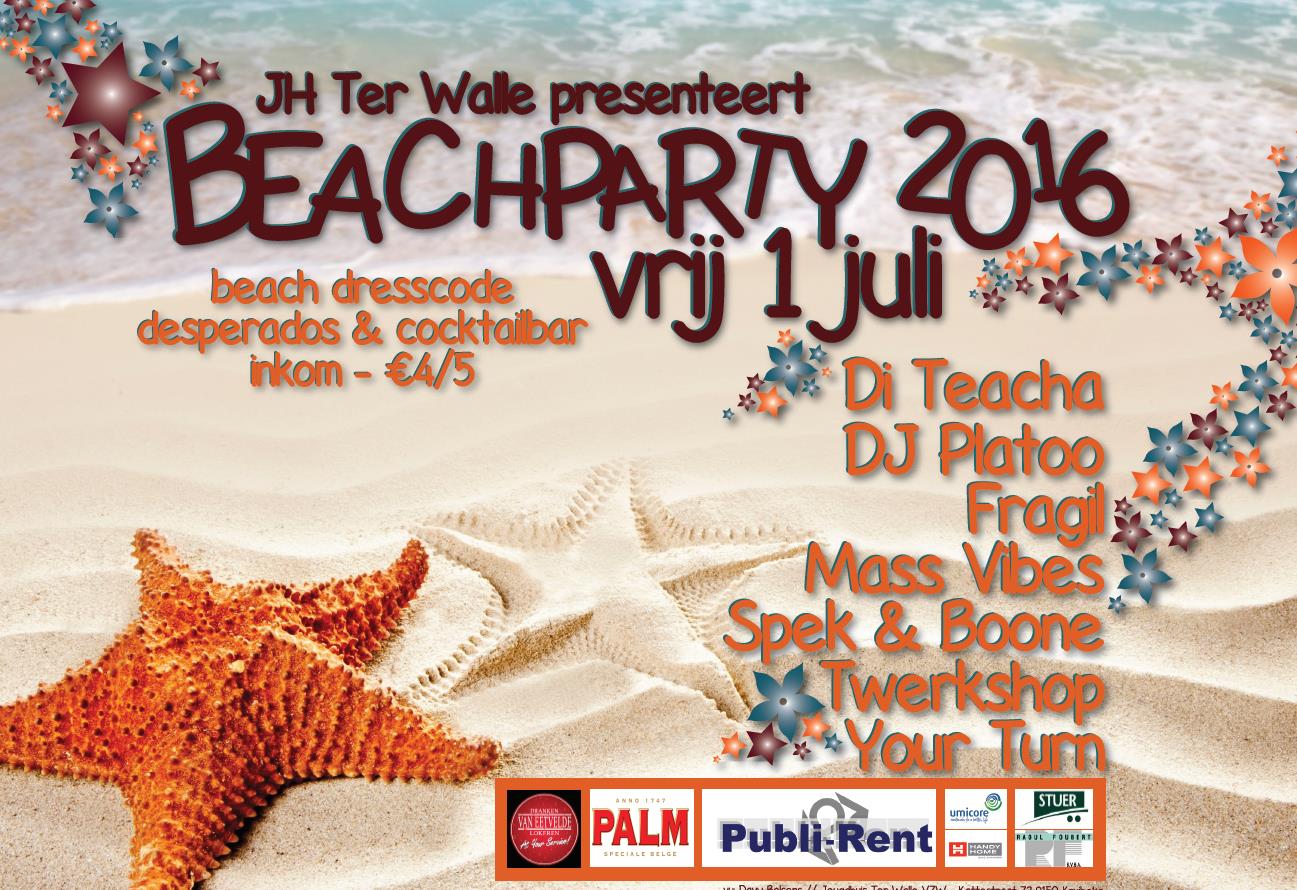 JH Ter Walle presenteert
BEACHPARTY 2016
vrij 1 juli
beach dresscode
desperados & cocktailbar
inkom - €4/5
Di Teacha
DJ Platoo
Fragil
Mass Vibes
Spek & Boone
Twerkshop
Your Turn
DRANKEN
VAN EETVELDE
LOKEREN
At Your Service!
ANNO 1747
PALM
SPECIALE BELGE
Publi-Rent
umicore
HANDY
HOME
STUER
RAOUL FOUBERT
B.V.B.A.